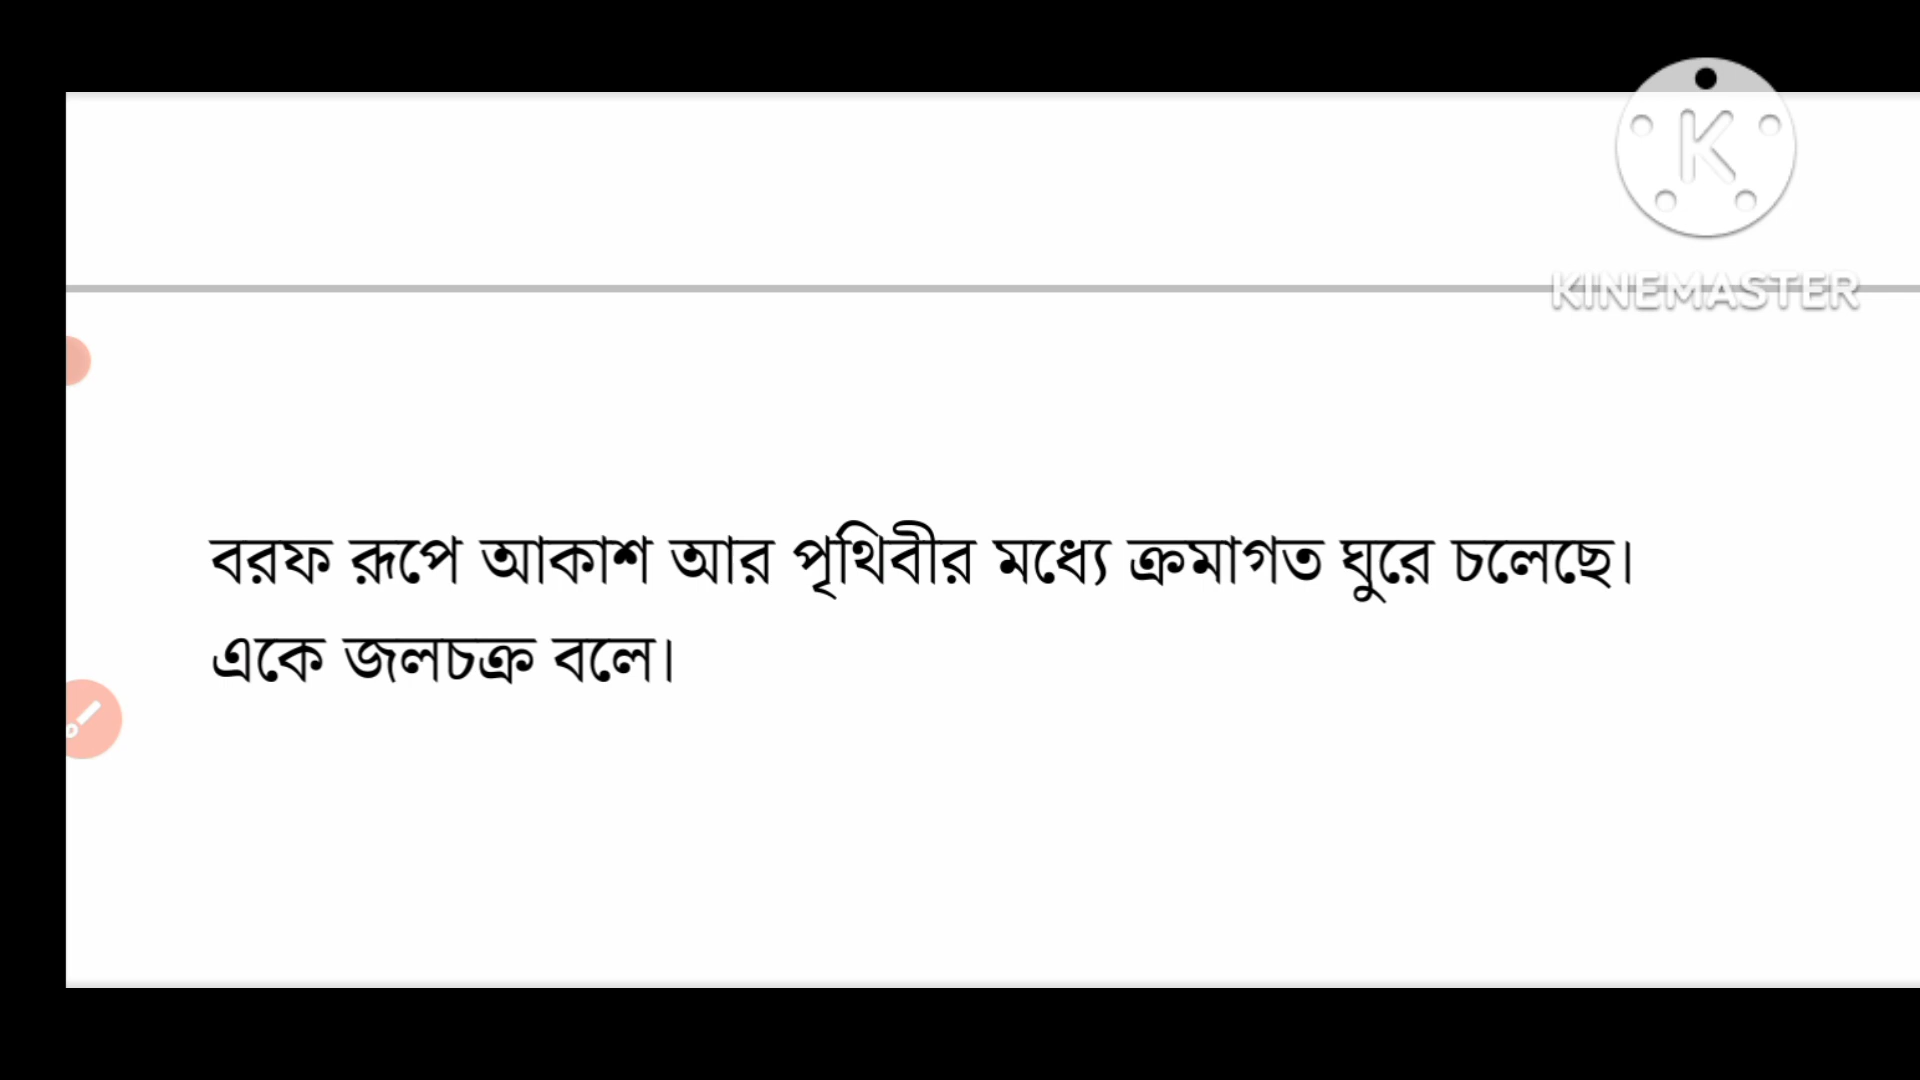 K
KINEMASTER
বরফ রূপে আকাশ আর পৃথিবীর মধ্যে ক্রমাগত ঘুরে চলেছে।
একে জলচক্র বলে।